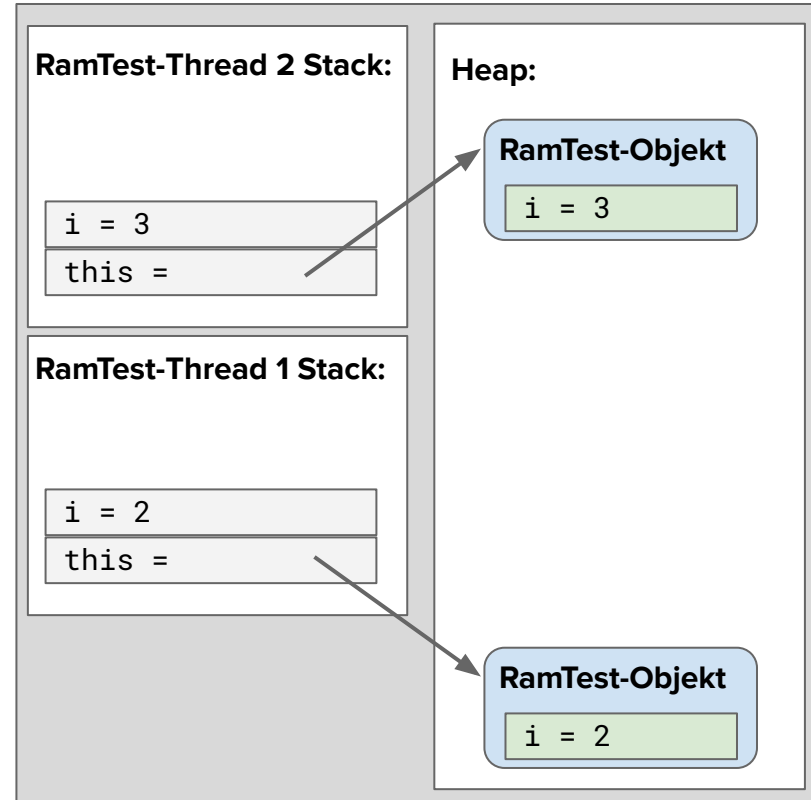 RamTest-Thread 2 Stack:
i = 3
this =
RamTest-Thread 1 Stack:
i = 2
this =
Heap:
RamTest-Objekt
i = 3
RamTest-Objekt
i = 2